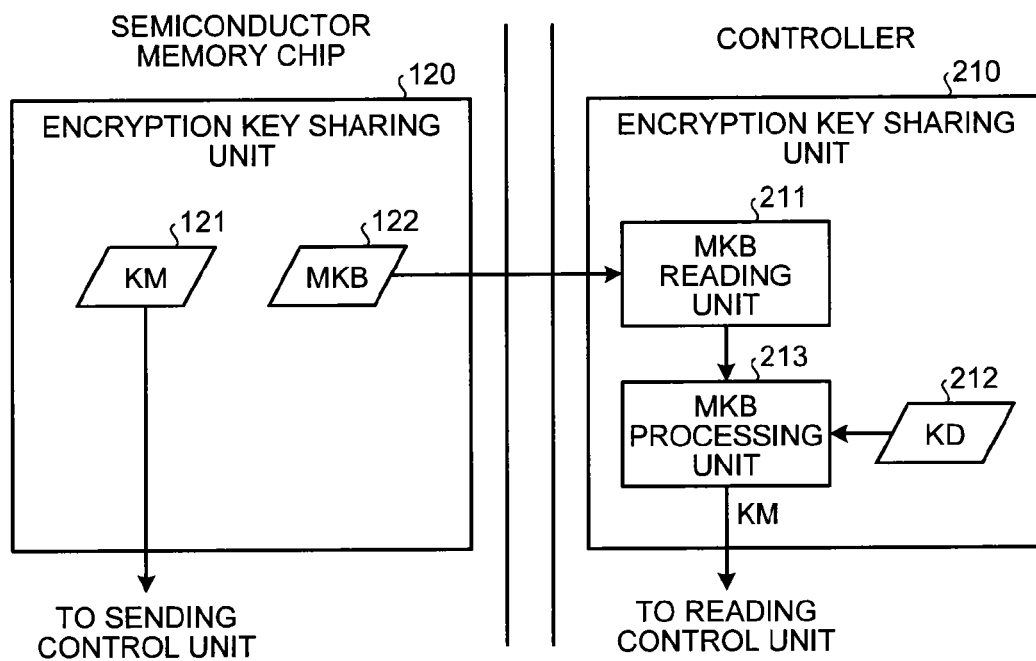 SEMICONDUCTOR
MEMORY CHIP
120
ENCRYPTION KEY SHARING
UNIT
121
KM
122
MKB
TO SENDING
CONTROL UNIT
CONTROLLER
210
ENCRYPTION KEY SHARING
UNIT
211
MKB
READING
UNIT
213
MKB
PROCESSING
UNIT
212
KD
KM
TO READING
CONTROL UNIT